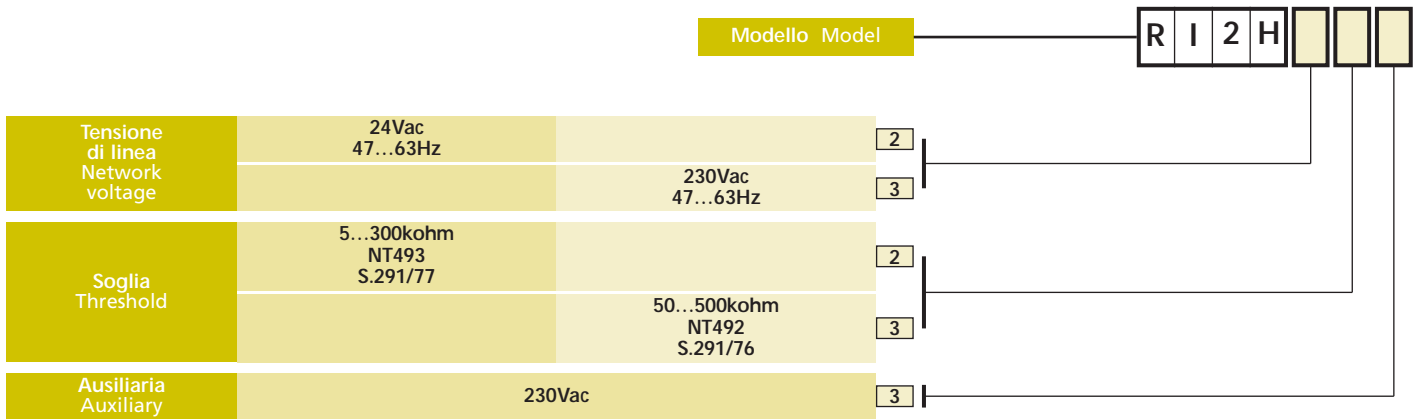 Modello Model
R I 2 H
Tensione
di linea
Network
voltage
24Vac
47...63Hz
2
230Vac
47...63Hz
3
Soglia
Threshold
5...300kohm
NT493
S.291/77
2
50...500kohm
NT492
S.291/76
3
Ausiliaria
Auxiliary
230Vac
3